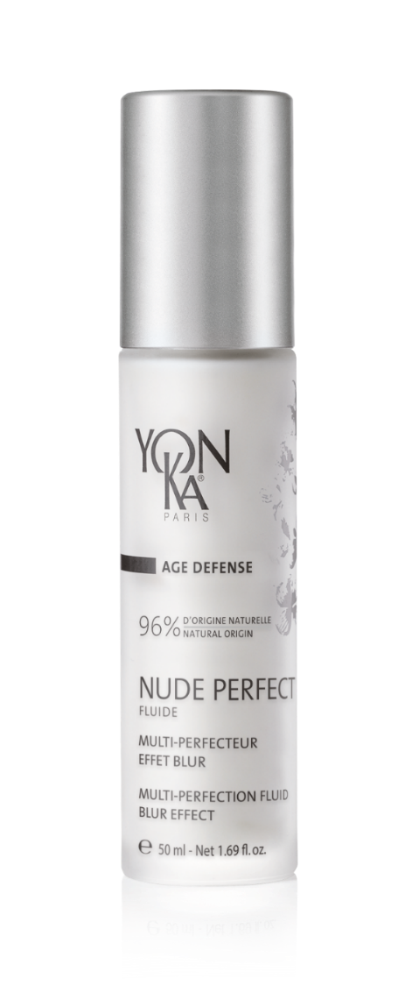 YON
KA®
PARIS
AGE DEFENSE
96% D'ORIGINE NATURELLE
NATURAL ORIGIN
NUDE PERFECT
FLUIDE
MULTI-PERFECTEUR
EFFET BLUR
MULTI-PERFECTION FLUID
BLUR EFFECT
℮ 50 ml - Net 1.69 fl. oz.